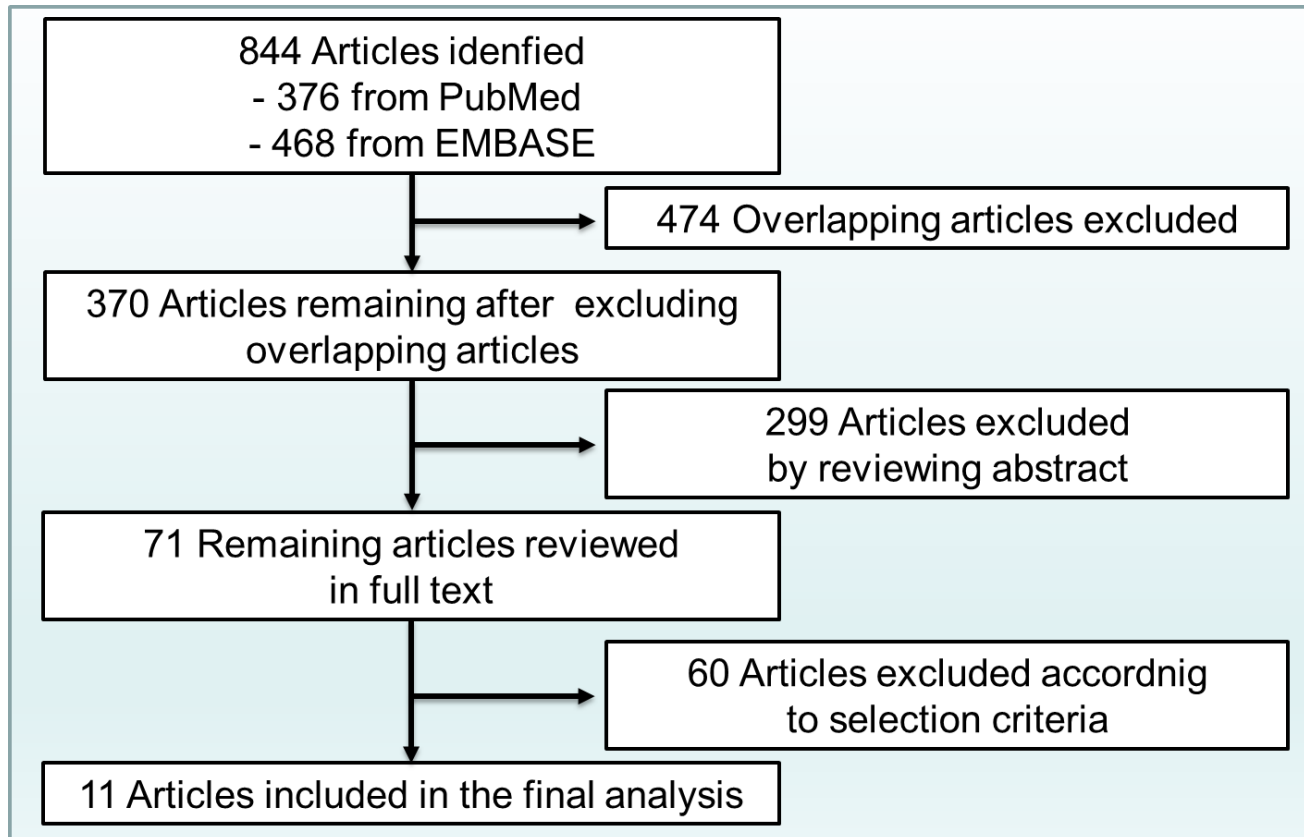 844 Articles idenfied
- 376 from PubMed
- 468 from EMBASE
474 Overlapping articles excluded
370 Articles remaining after excluding
overlapping articles
299 Articles excluded
by reviewing abstract
71 Remaining articles reviewed
in full text
60 Articles excluded accordnig
to selection criteria
11 Articles included in the final analysis